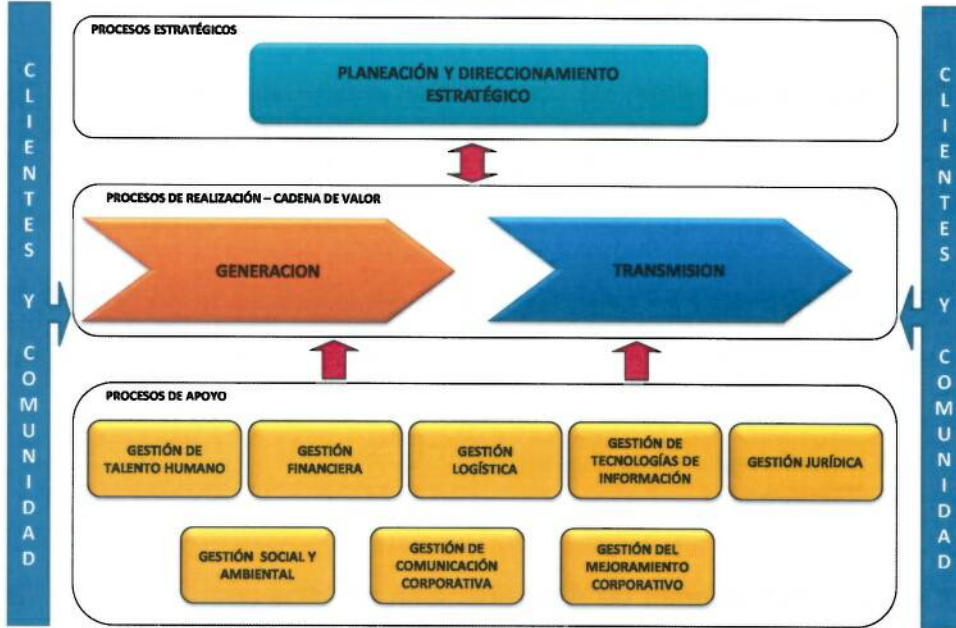 CLIENTES Y COMUNIDAD
PROCESOS ESTRATÉGICOS
PLANEACIÓN Y DIRECCIONAMIENTO
ESTRATÉGICO
PROCESOS DE REALIZACIÓN – CADENA DE VALOR
GENERACION
TRANSMISION
PROCESOS DE APOYO
GESTIÓN DE
TALENTO HUMANO
GESTIÓN
FINANCIERA
GESTIÓN
LOGÍSTICA
GESTIÓN DE
TECNOLOGÍAS DE
INFORMACIÓN
GESTIÓN JURÍDICA
GESTIÓN SOCIAL Y
AMBIENTAL
GESTIÓN DE
COMUNICACIÓN
CORPORATIVA
GESTIÓN DEL
MEJORAMIENTO
CORPORATIVO
CLIENTES Y COMUNIDAD